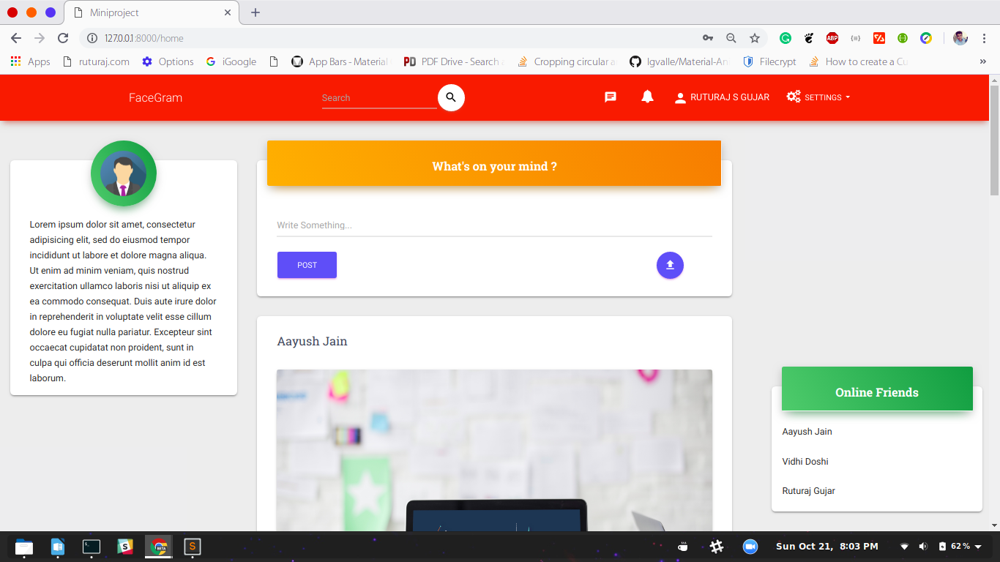 Miniproject
127.0.0.1:8000/home
ABP
Apps
ruturaj.com
Options
iGoogle
App Bars - Material
PD
PDF Drive - Search
Cropping circular a
lgvalle/Material-An
Filecrypt
How to create a Cu
FaceGram
Search
RUTURAJ S GUJAR
SETTINGS
What's on your mind ?
Lorem ipsum dolor sit amet, consectetur
adipisicing elit, sed do eiusmod tempor
incididunt ut labore et dolore magna aliqua.
Ut enim ad minim veniam, quis nostrud
exercitation ullamco laboris nisi ut aliquip ex
ea commodo consequat. Duis aute irure dolor
in reprehenderit in voluptate velit esse cillum
dolore eu fugiat nulla pariatur. Excepteur sint
occaecat cupidatat non proident, sunt in
culpa qui officia deserunt mollit anim id est
laborum.
Write Something...
POST
Aayush Jain
Online Friends
Aayush Jain
Vidhi Doshi
Ruturaj Gujar
BETA
Sun Oct 21, 8:03 PM
62 %